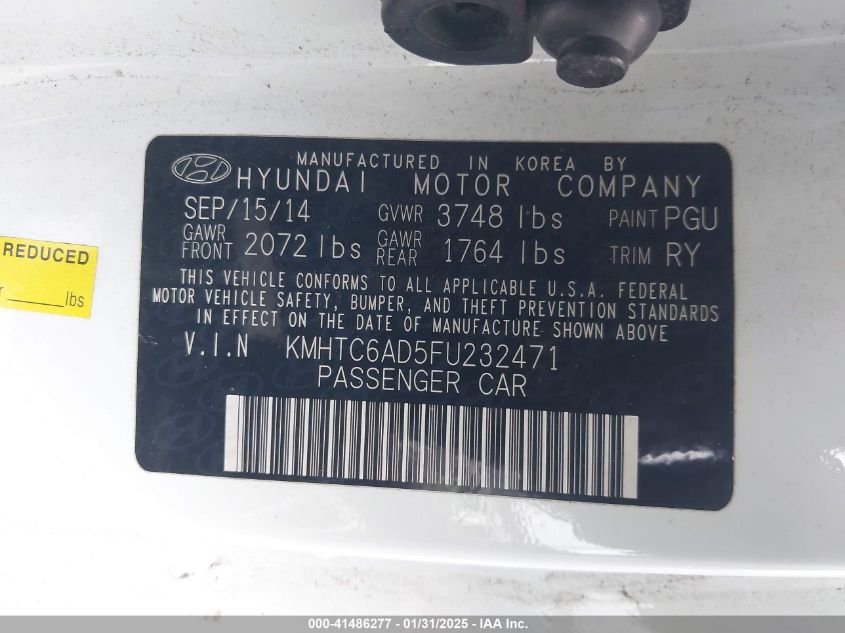 MANUFACTURED IN KOREA BY
HYUNDAI MOTOR COMPANY
SEP/15/14 GVWR 3748 lbs PAINT PGU
GAWR FRONT 2072 lbs GAWR REAR 1764 lbs TRIM RY
THIS VEHICLE CONFORMS TO ALL APPLICABLE U.S.A. FEDERAL
MOTOR VEHICLE SAFETY, BUMPER, AND THEFT PREVENTION STANDARDS
IN EFFECT ON THE DATE OF MANUFACTURE SHOWN ABOVE
V.I.N KMHTC6AD5FU232471
PASSENGER CAR
REDUCED
lbs
000-41486277 - 01/31/2025 - IAA Inc.